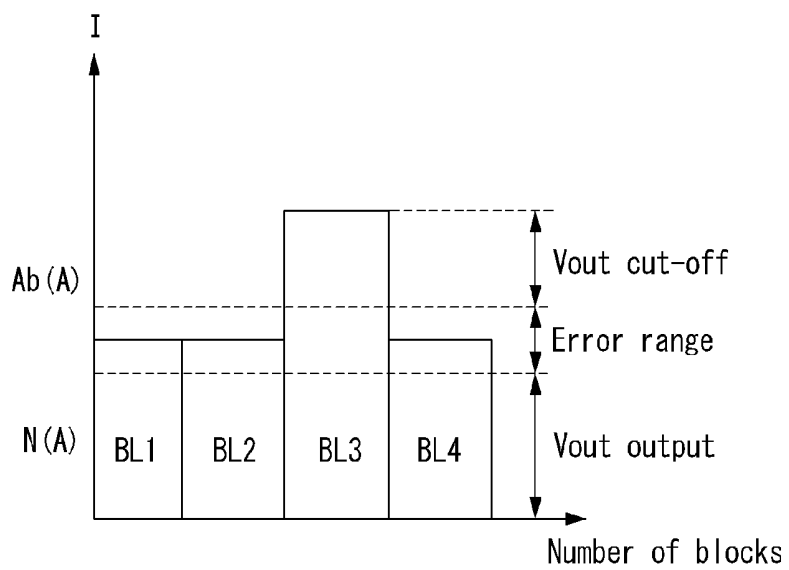 I
Ab(A)
Vout cut-off
Error range
N(A)
BL1
BL2
BL3
BL4
Vout output
Number of blocks